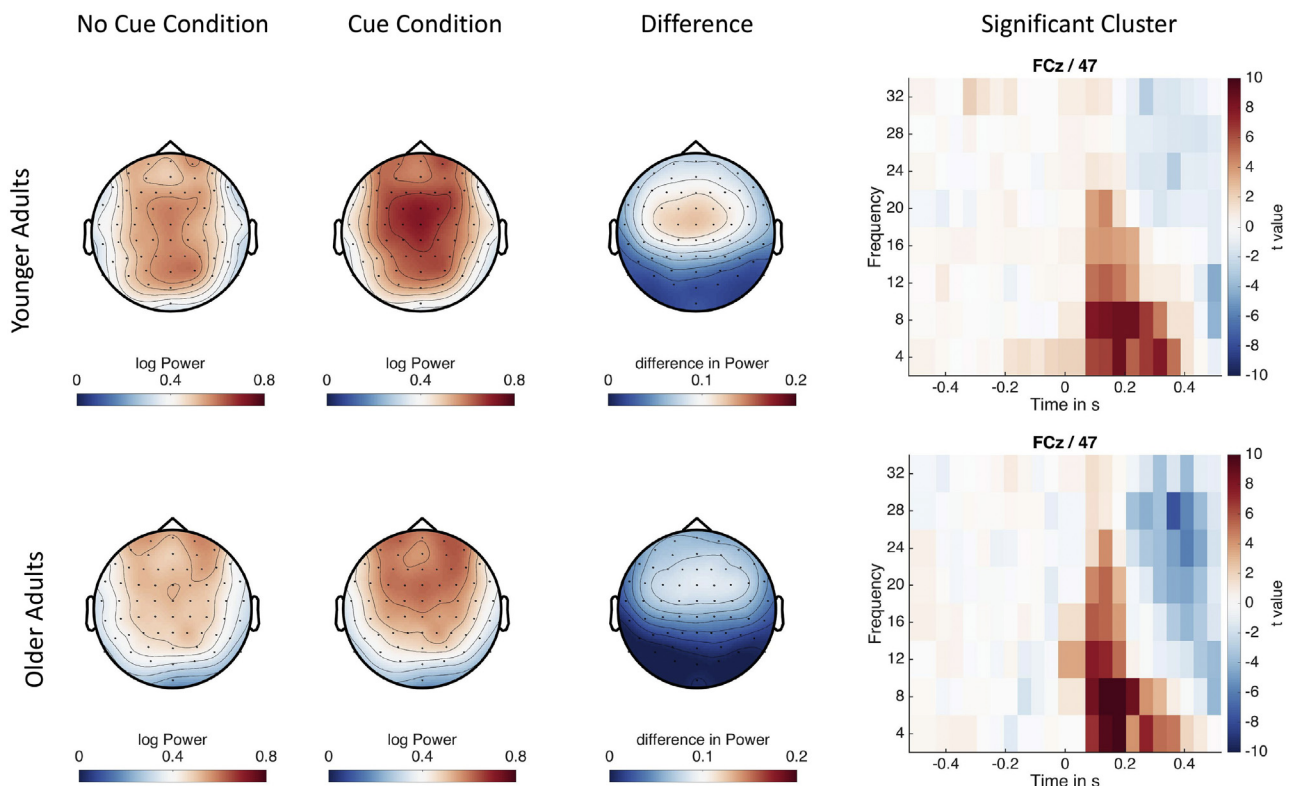 No Cue Condition Cue Condition Difference Significant Cluster
Younger Adults
log Power
0 0.4 0.8
log Power
0 0.4 0.8
difference in Power
0 0.1 0.2
FCz / 47
Frequency
32
28
24
20
16
12
8
4
-0.4 -0.2 0 0.2 0.4
Time in s
10
8
6
4
2
0
-2
-4
-6
-8
-10
t value
Older Adults
log Power
0 0.4 0.8
log Power
0 0.4 0.8
difference in Power
0 0.1 0.2
FCz / 47
Frequency
32
28
24
20
16
12
8
4
-0.4 -0.2 0 0.2 0.4
Time in s
10
8
6
4
2
0
-2
-4
-6
-8
-10
t value